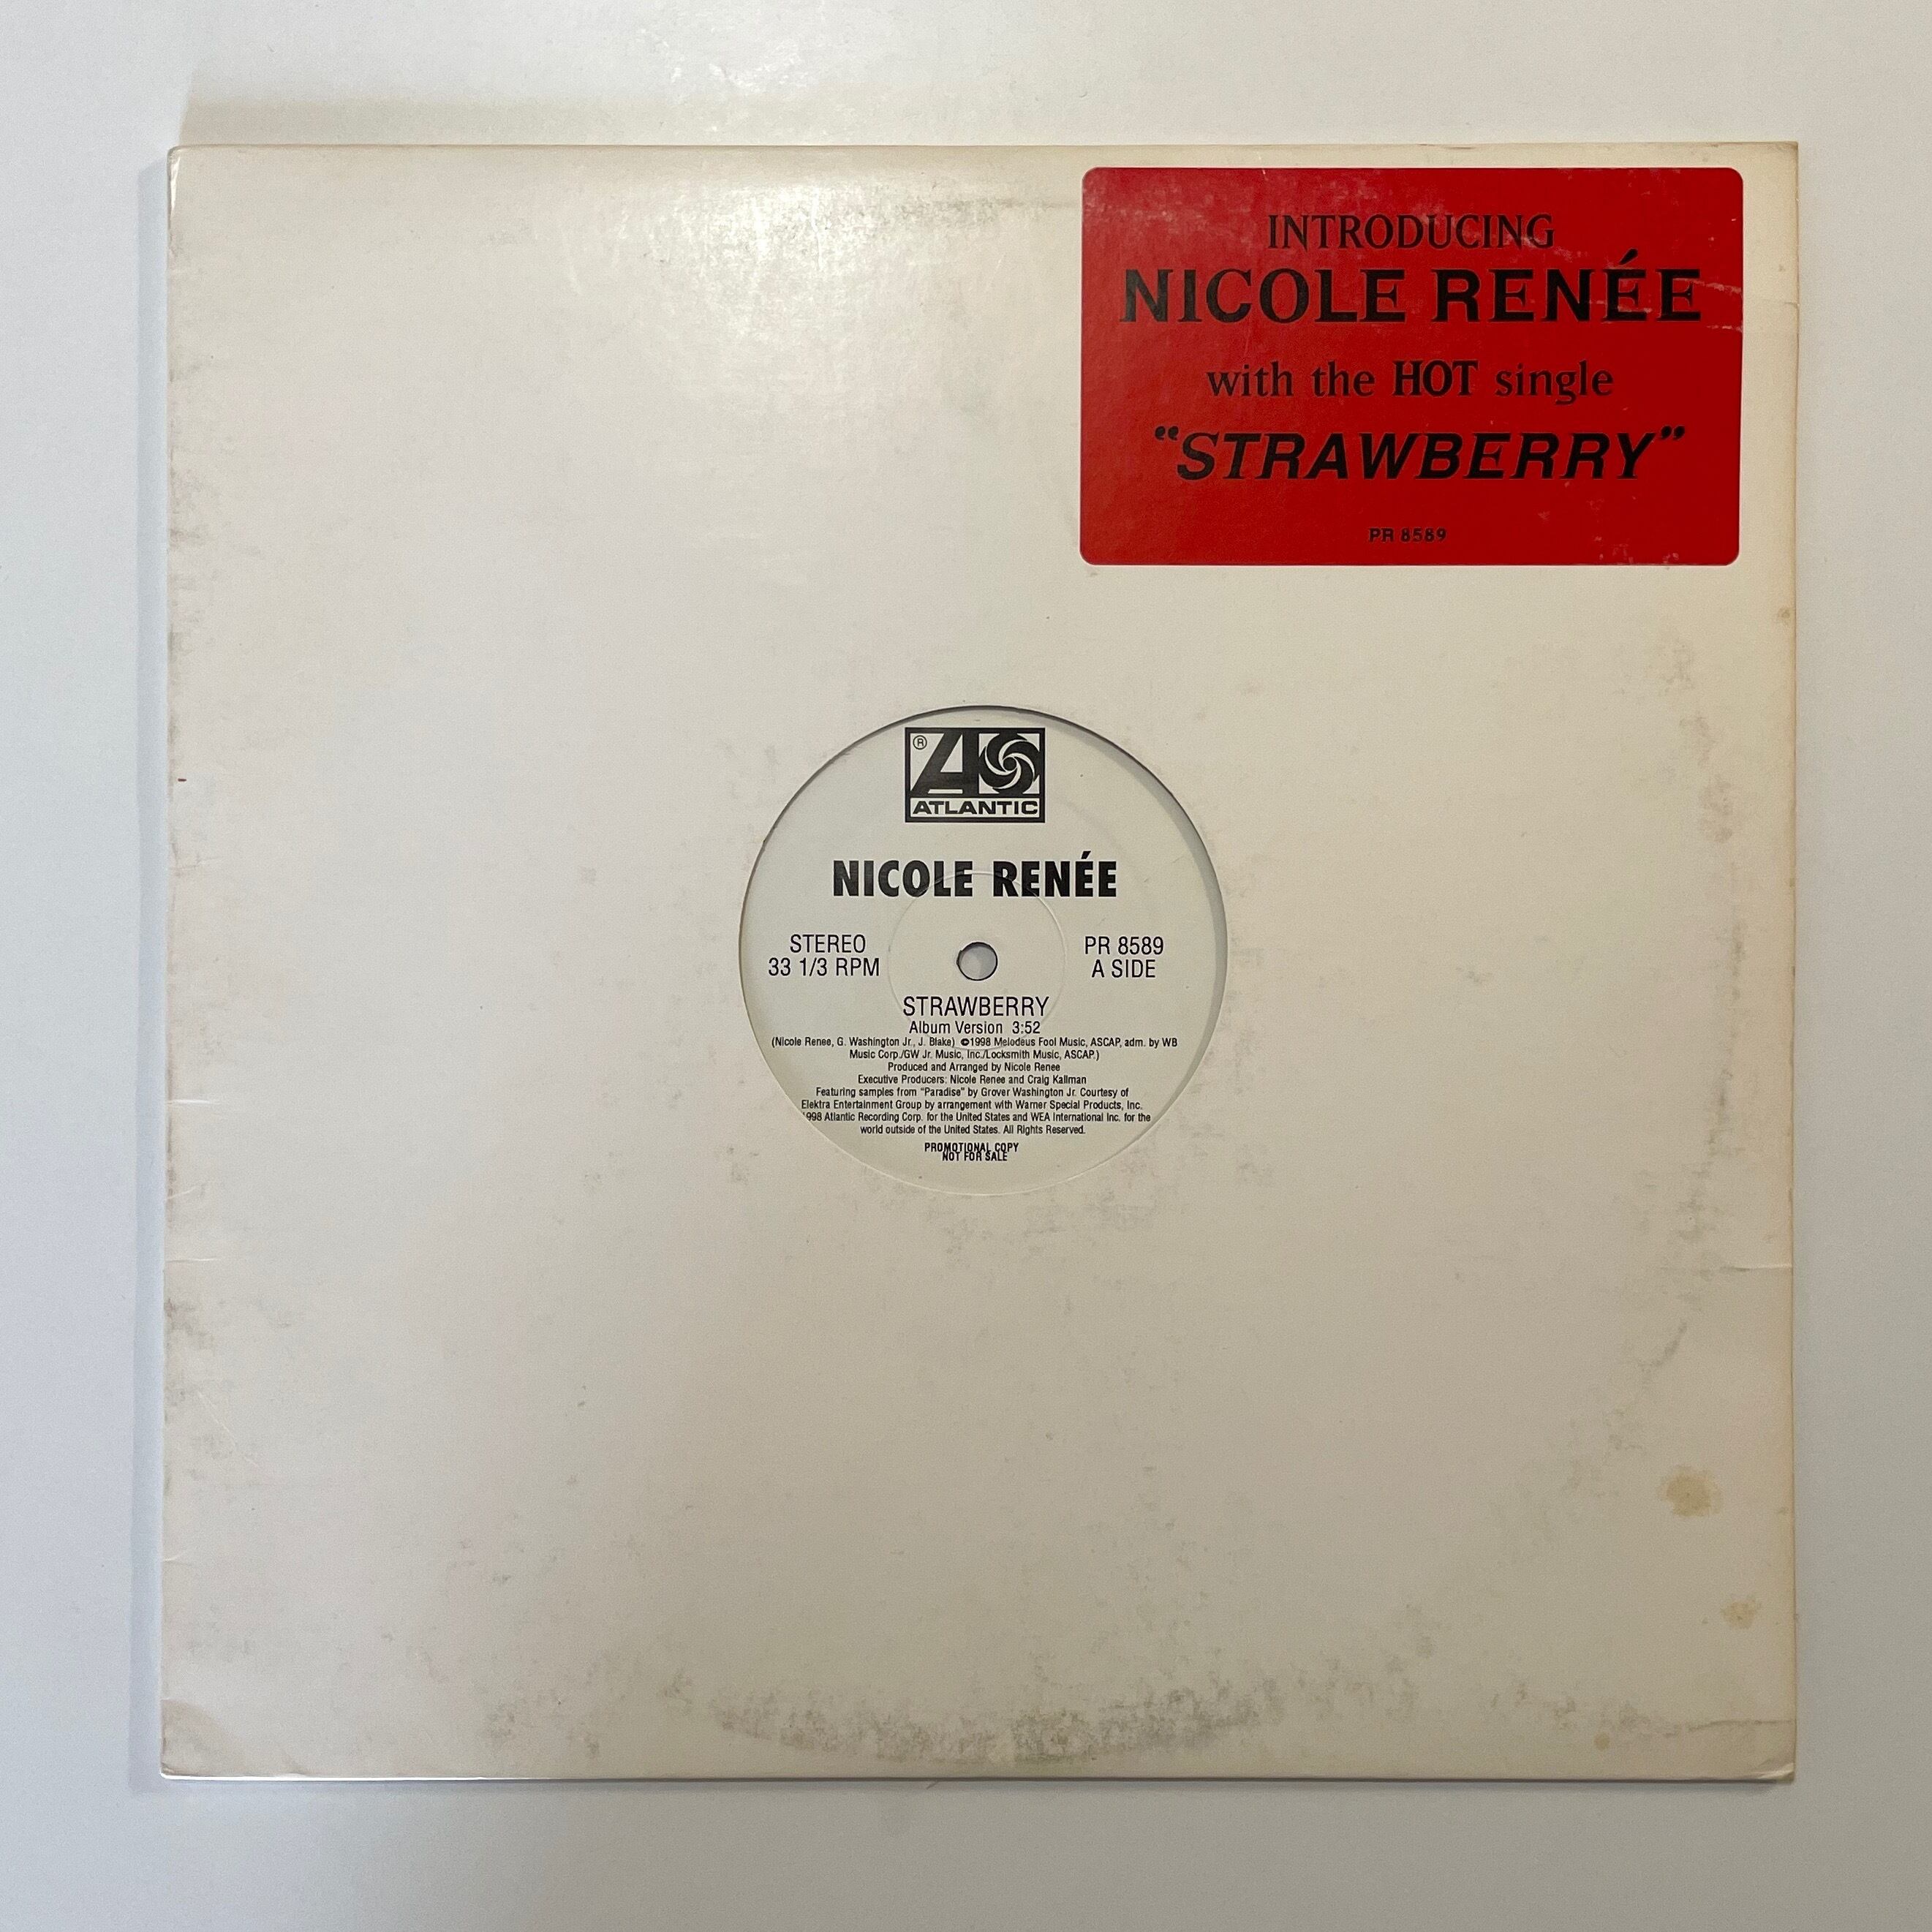 INTRODUCING
NICOLE RENÉE
with the HOT single
“STRAWBERRY”
PR 8589
®
ATLANTIC
NICOLE RENÉE
STEREO
33 1/3 RPM
PR 8589
A SIDE
STRAWBERRY
Album Version 3:52
(Nicole Renee, G. Washington Jr., J. Blake) ©1998 Melodeus Fool Music, ASCAP, adm. by WB
Music Corp./GW Jr. Music, Inc./Locksmith Music, ASCAP.)
Produced and Arranged by Nicole Renee
Executive Producers: Nicole Renee and Craig Kallman
Featuring samples from “Paradise” by Grover Washington Jr. Courtesy of
Elektra Entertainment Group by arrangement with Warner Special Products, Inc.
998 Atlantic Recording Corp. for the United States and WEA International Inc. for the
world outside of the United States. All Rights Reserved.
PROMOTIONAL COPY
NOT FOR SALE